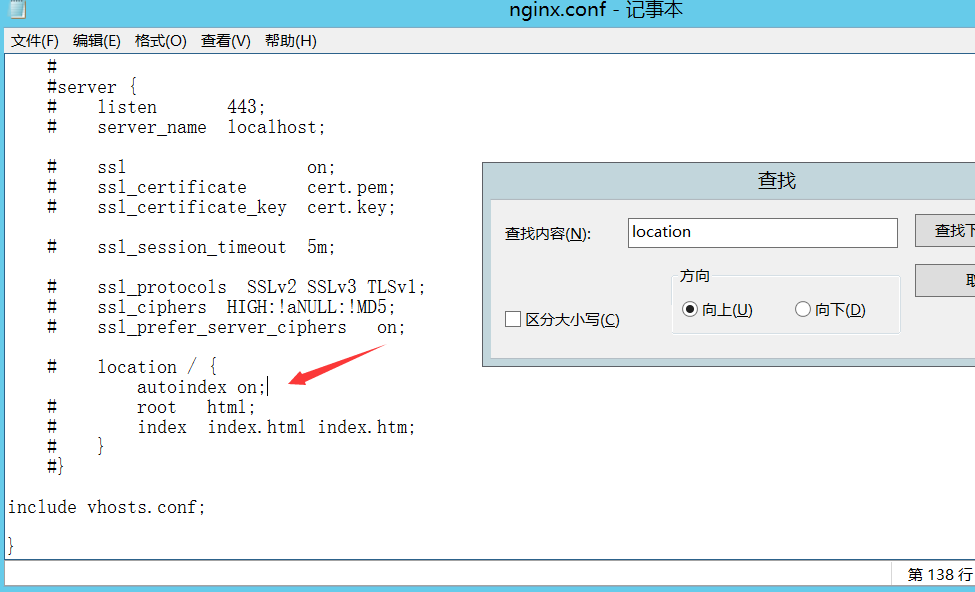 nginx.conf - 记事本
文件(F) 编辑(E) 格式(O) 查看(V) 帮助(H)
#
#server {
#    listen       443;
#    server_name  localhost;
#    ssl                  on;
#    ssl_certificate      cert.pem;
#    ssl_certificate_key  cert.key;
#    ssl_session_timeout  5m;
#    ssl_protocols  SSLv2 SSLv3 TLSv1;
#    ssl_ciphers  HIGH:!aNULL:!MD5;
#    ssl_prefer_server_ciphers   on;
#    location / {
         autoindex on;
#        root   html;
#        index  index.html index.htm;
#    }
#}
include vhosts.conf;
}
查找
查找内容(N): location
查找下
方向
取
区分大小写(C)
向上(U) 向下(D)
第 138 行